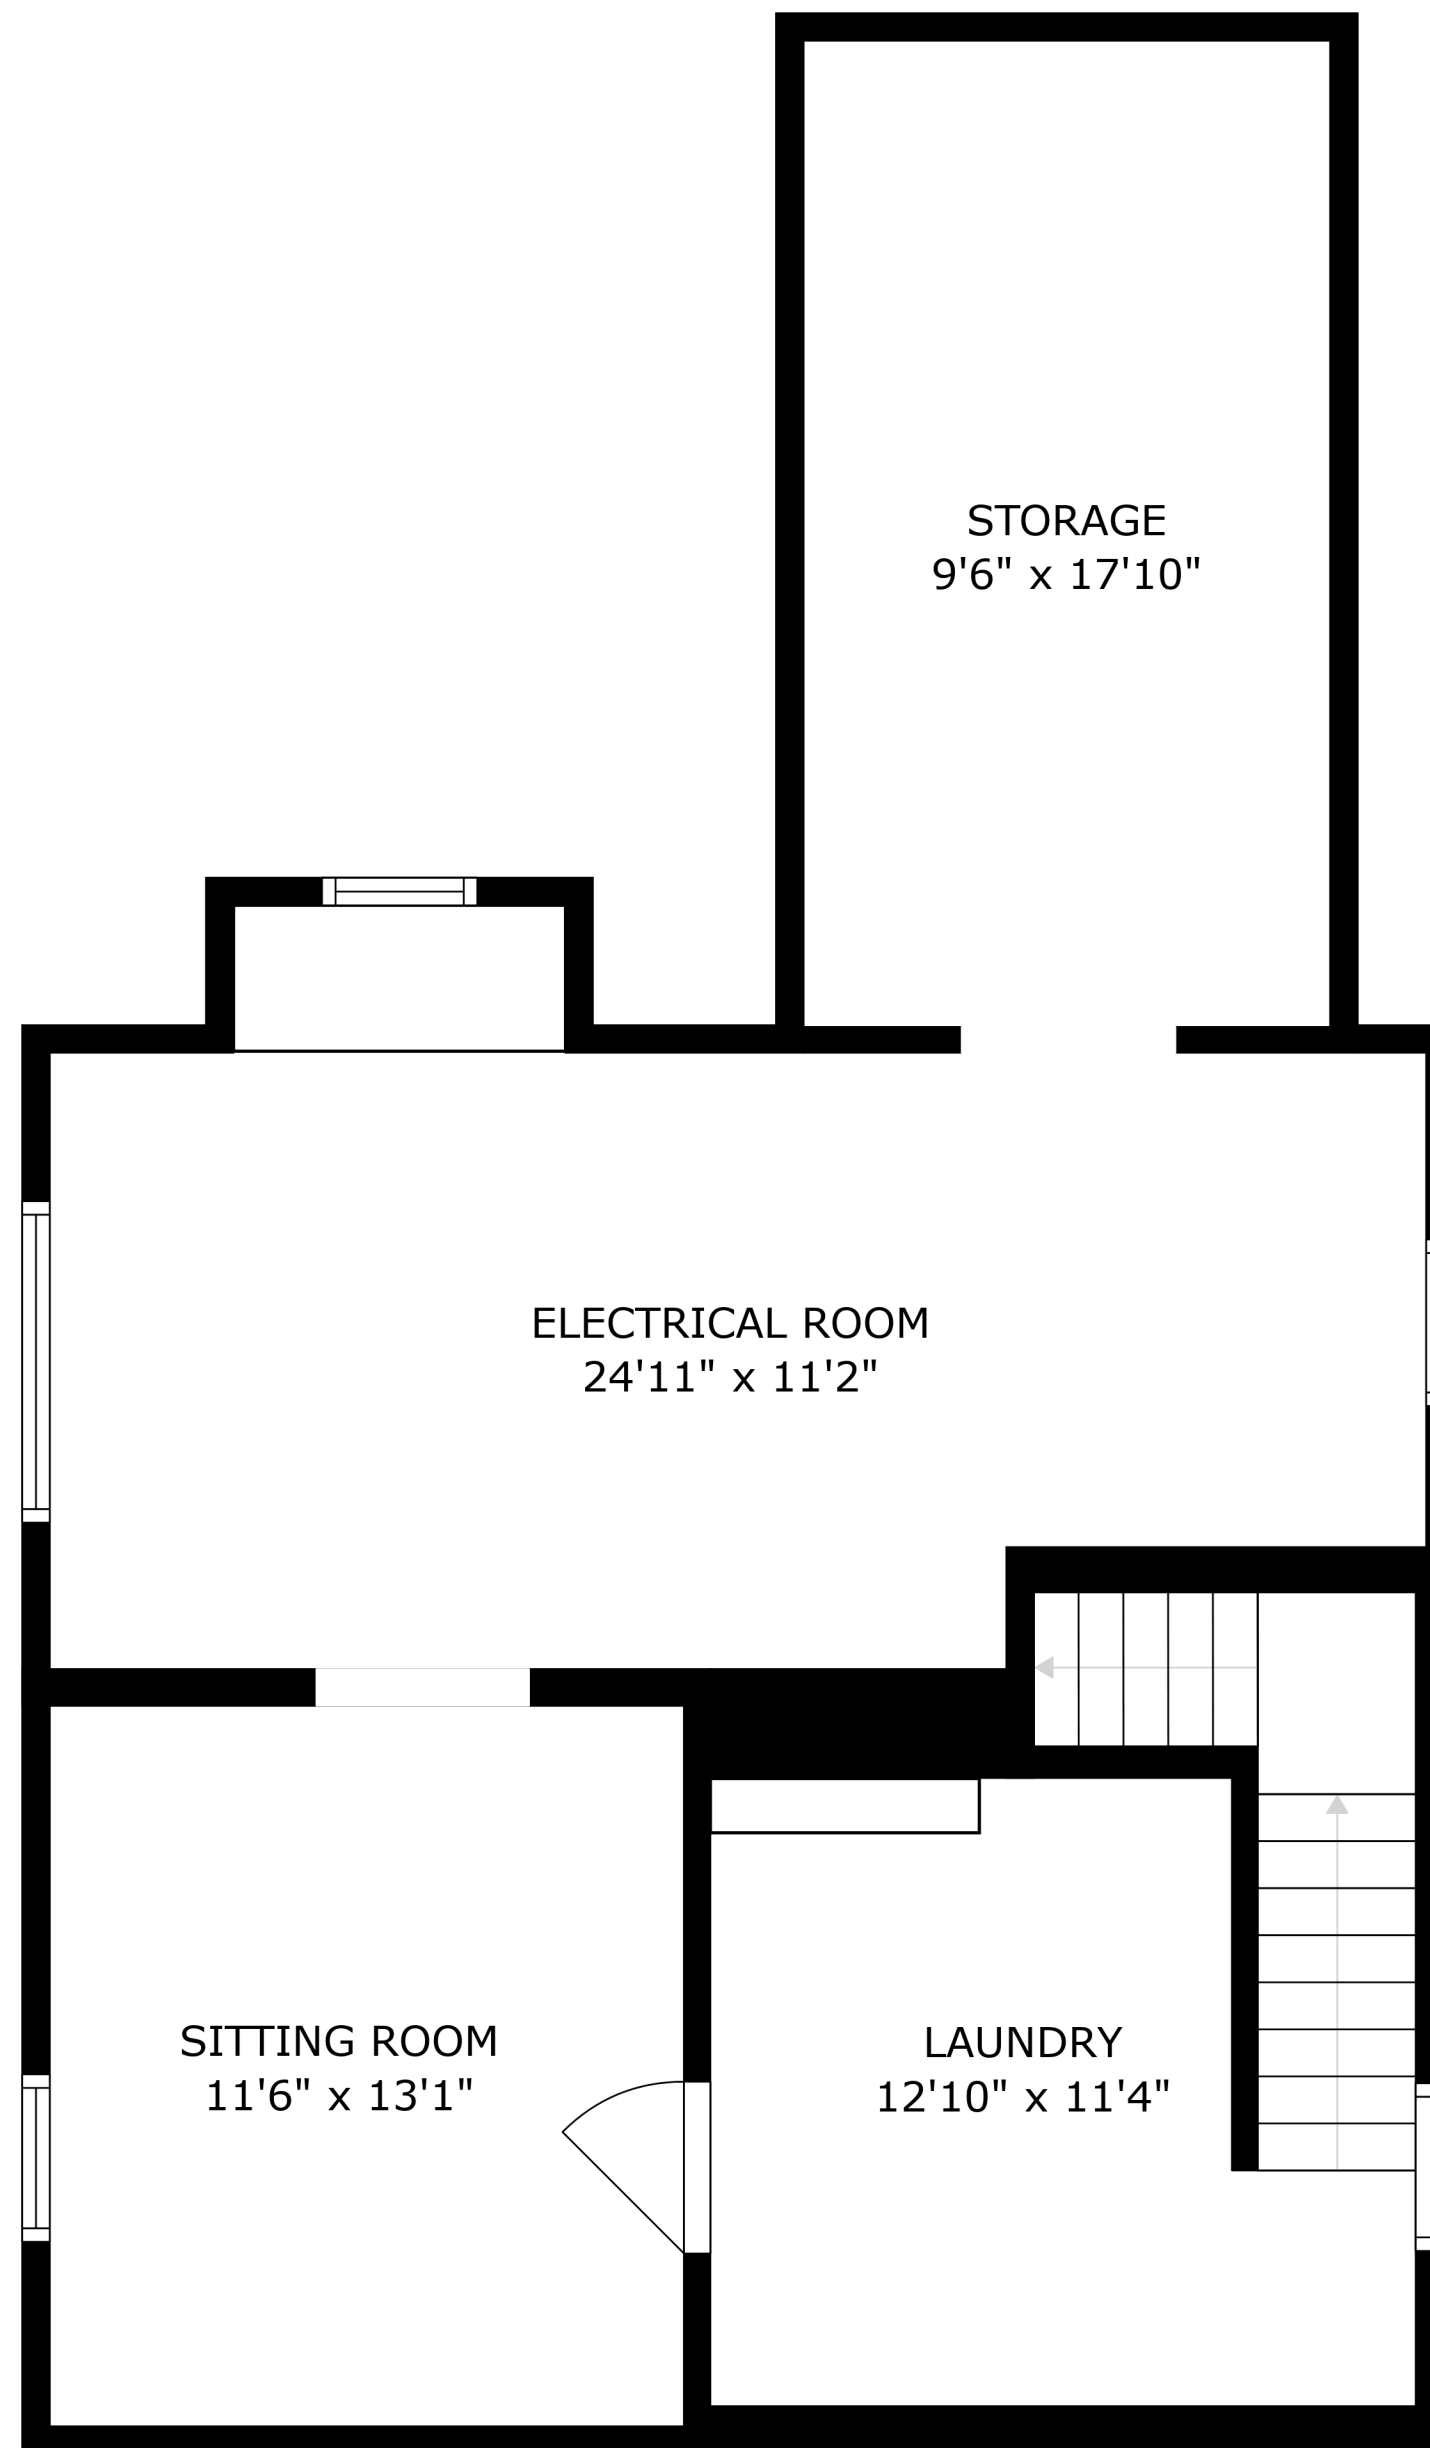 STORAGE
9'6" x 17'10"
ELECTRICAL ROOM
24'11" x 11'2"
SITTING ROOM
11'6" x 13'1"
LAUNDRY
12'10" x 11'4"